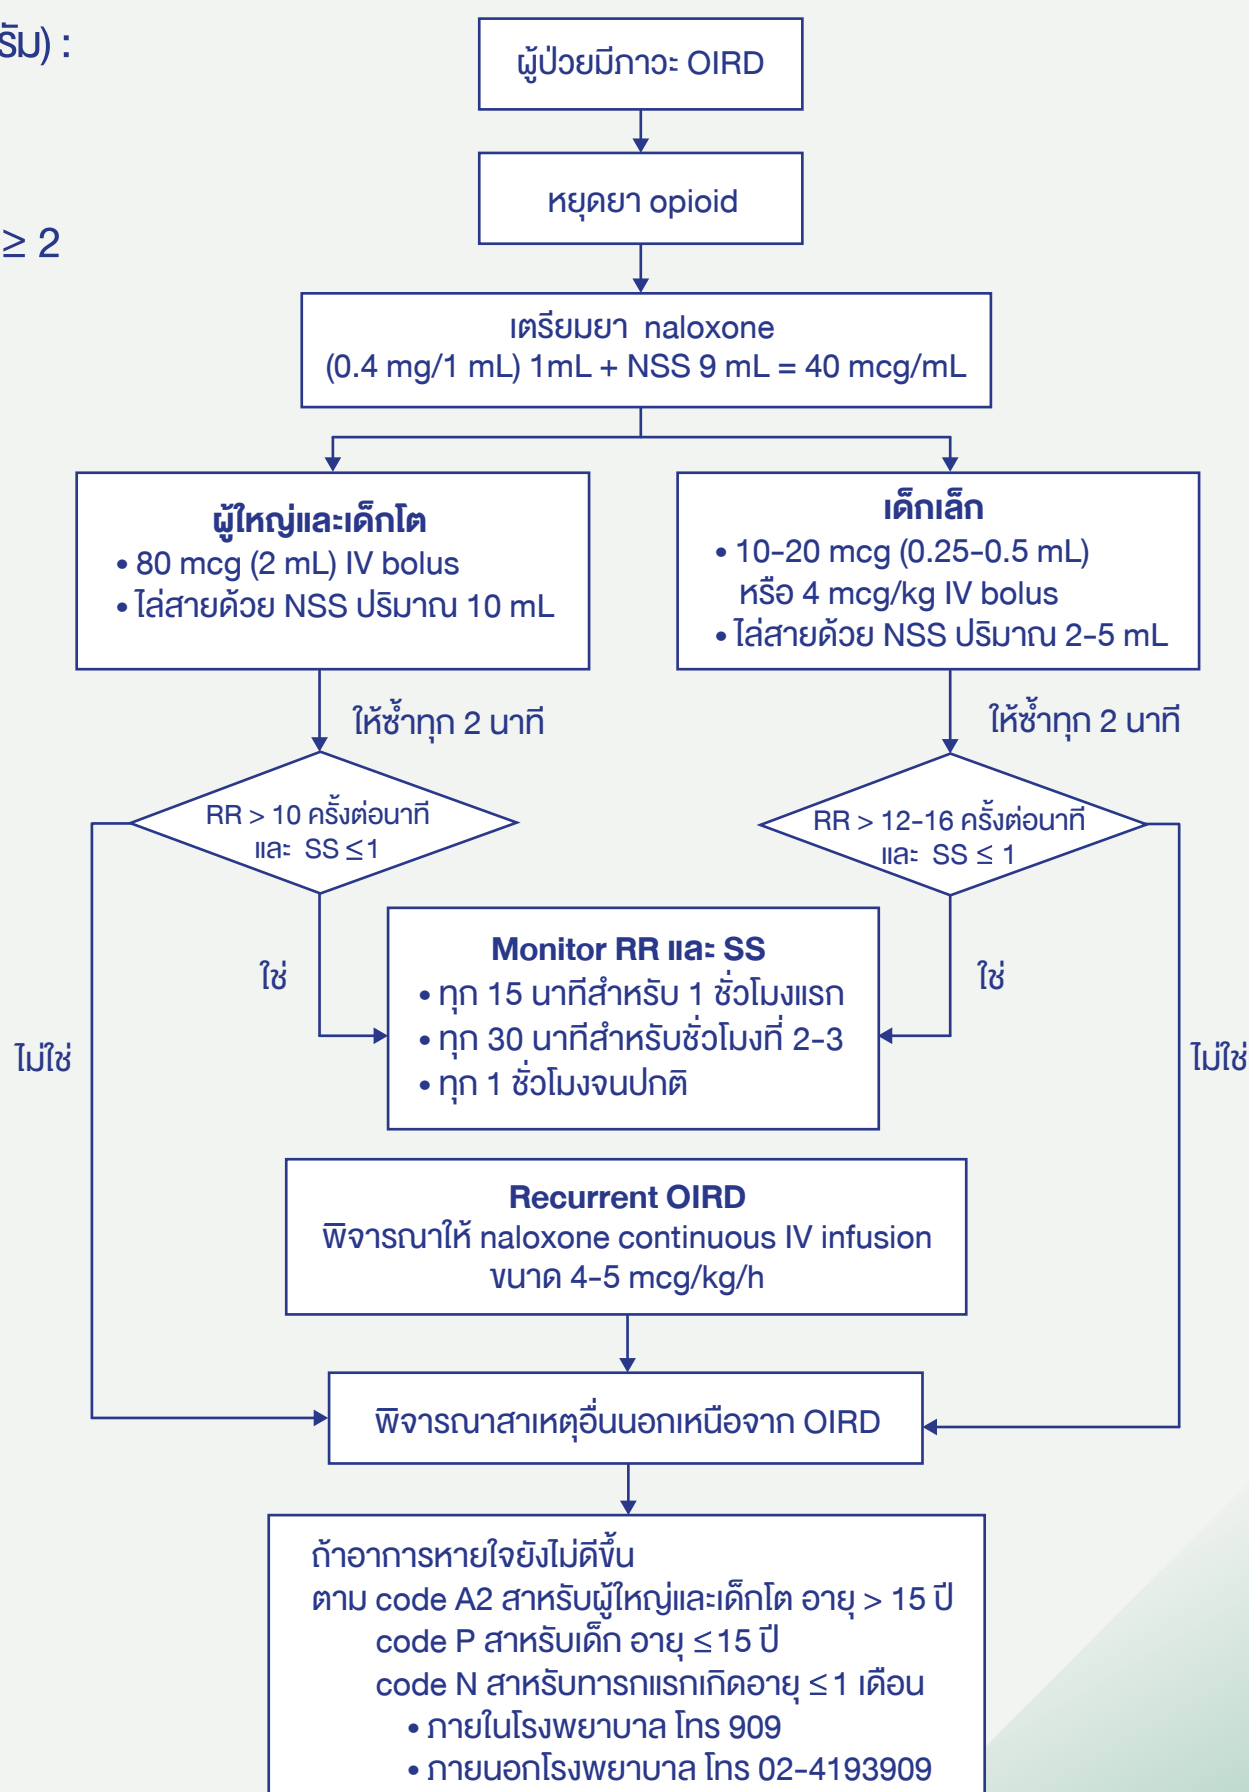 รัม) :
≥ 2
ผู้ป่วยมีภาวะ OIRD
หยุดยา opioid
เตรียมยา naloxone
(0.4 mg/1 mL) 1mL + NSS 9 mL = 40 mcg/mL
ผู้ใหญ่และเด็กโต
• 80 mcg (2 mL) IV bolus
• ไล่สายด้วย NSS ปริมาณ 10 mL
เด็กเล็ก
• 10-20 mcg (0.25-0.5 mL)
หรือ 4 mcg/kg IV bolus
• ไล่สายด้วย NSS ปริมาณ 2-5 mL
ให้ซ้ำทุก 2 นาที
ให้ซ้ำทุก 2 นาที
RR > 10 ครั้งต่อนาที
และ SS ≤1
RR > 12-16 ครั้งต่อนาที
และ SS ≤ 1
ใช่
ใช่
ไม่ใช่
ไม่ใช่
Monitor RR และ SS
• ทุก 15 นาทีสำหรับ 1 ชั่วโมงแรก
• ทุก 30 นาทีสำหรับชั่วโมงที่ 2-3
• ทุก 1 ชั่วโมงจนปกติ
Recurrent OIRD
พิจารณาให้ naloxone continuous IV infusion
ขนาด 4-5 mcg/kg/h
พิจารณาสาเหตุอื่นนอกเหนือจาก OIRD
ถ้าอาการหายใจยังไม่ดีขึ้น
ตาม code A2 สาหรับผู้ใหญ่และเด็กโต อายุ > 15 ปี
code P สาหรับเด็ก อายุ ≤15 ปี
code N สาหรับทารกแรกเกิดอายุ ≤1 เดือน
• ภายในโรงพยาบาล โทร 909
• ภายนอกโรงพยาบาล โทร 02-4193909